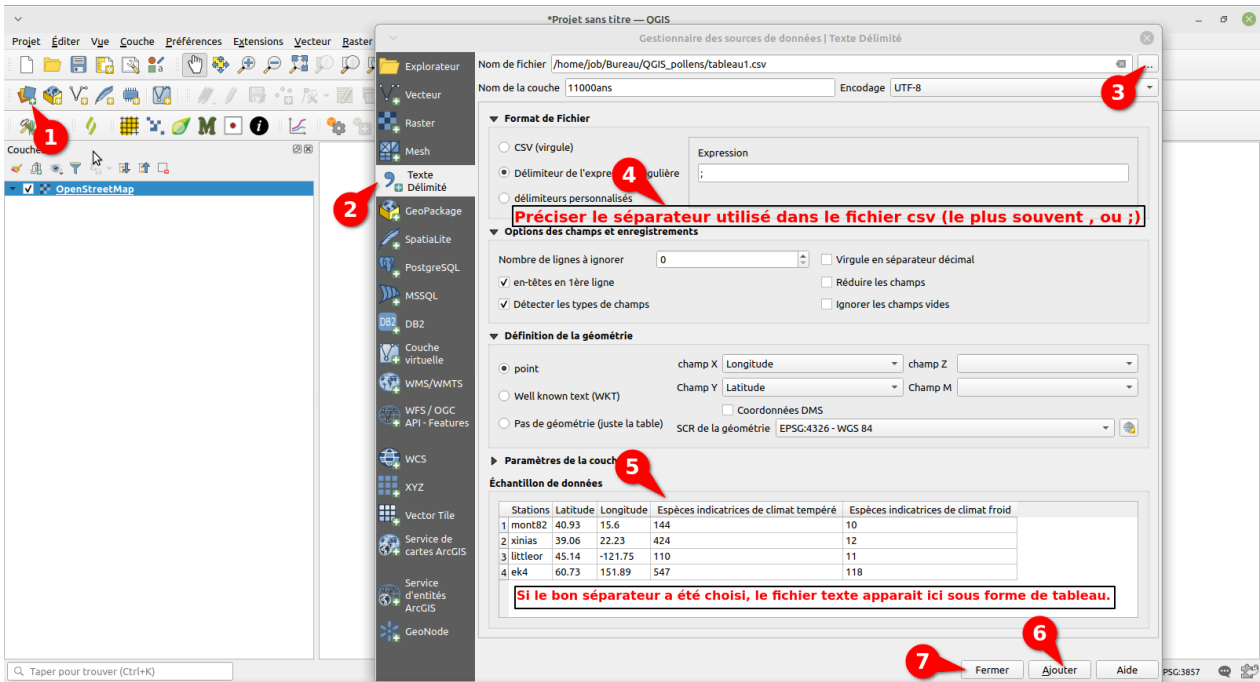 *Projet sans titre — QGIS
Projet Éditer Vue Couche Préférences Extensions Vecteur Raster
1
Couche
OpenStreetMap
Taper pour trouver (Ctrl+K)
Gestionnaire des sources de données | Texte Délimité
Explorateur
Vecteur
Raster
Mesh
Texte
Délimité
2
GeoPackage
SpatiaLite
PostgreSQL
MSSQL
DB2 DB2
Couche
virtuelle
WMS/WMTS
WFS / OGC
API - Features
WCS
XYZ
Vector Tile
Service de
cartes ArcGIS
Service
d'entités
ArcGIS
GeoNode
Nom de fichier /home/job/Bureau/QGIS_pollens/tableau1.csv ...
3
Nom de la couche 11000ans Encodage UTF-8
Format de Fichier
CSV (virgule)
Délimiteur de l'expre gulière
délimiteurs personnalisés
Expression
;
4
Préciser le séparateur utilisé dans le fichier csv (le plus souvent , ou ;)
Options des champs et enregistrements
Nombre de lignes à ignorer 0 Virgule en séparateur décimal
en-têtes en 1ère ligne Réduire les champs
Détecter les types de champs Ignorer les champs vides
Définition de la géométrie
point champ X Longitude champ Z
Well known text (WKT) Champ Y Latitude Champ M
Coordonnées DMS
Pas de géométrie (juste la table) SCR de la géométrie EPSG:4326 - WGS 84
Paramètres de la couch
5
Échantillon de données
Stations Latitude Longitude Espèces indicatrices de climat tempéré Espèces indicatrices de climat froid
1 mont82 40.93 15.6 144 10
2 xinias 39.06 22.23 424 12
3 littleor 45.14 -121.75 110 11
4 ek4 60.73 151.89 547 118
Si le bon séparateur a été choisi, le fichier texte apparait ici sous forme de tableau.
6
7
Fermer Ajouter Aide
PSG:3857